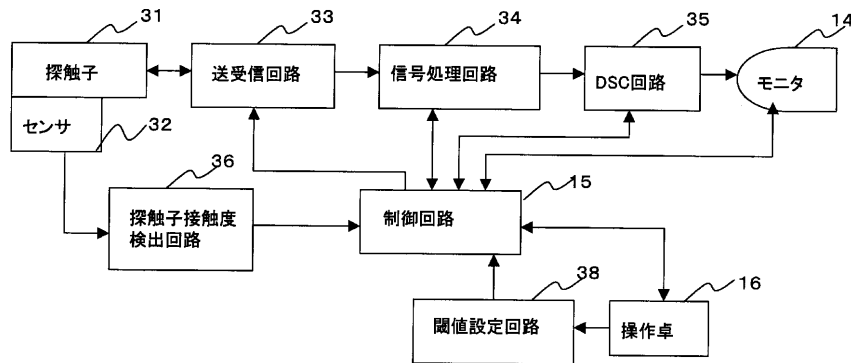 31
33
34
35
14
探触子
送受信回路
信号処理回路
DSC回路
モニタ
センサ
32
36
15
探触子接触度
検出回路
制御回路
38
16
閾値設定回路
操作卓